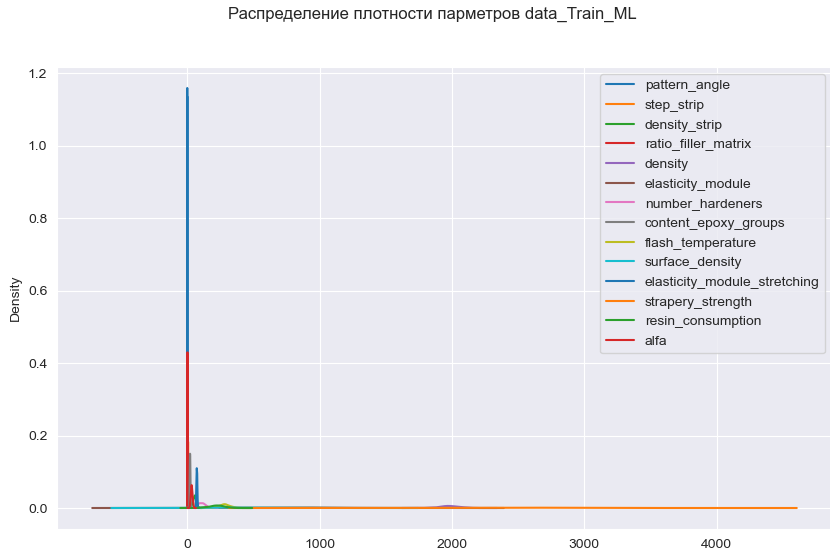 Распределение плотности парметров data_Train_ML
1.2
1.0
0.8
0.6
0.4
0.2
0.0
Density
0
1000
2000
3000
4000
pattern_angle
step_strip
density_strip
ratio_filler_matrix
density
elasticity_module
number_hardeners
content_epoxy_groups
flash_temperature
surface_density
elasticity_module_stretching
strapery_strength
resin_consumption
alfa